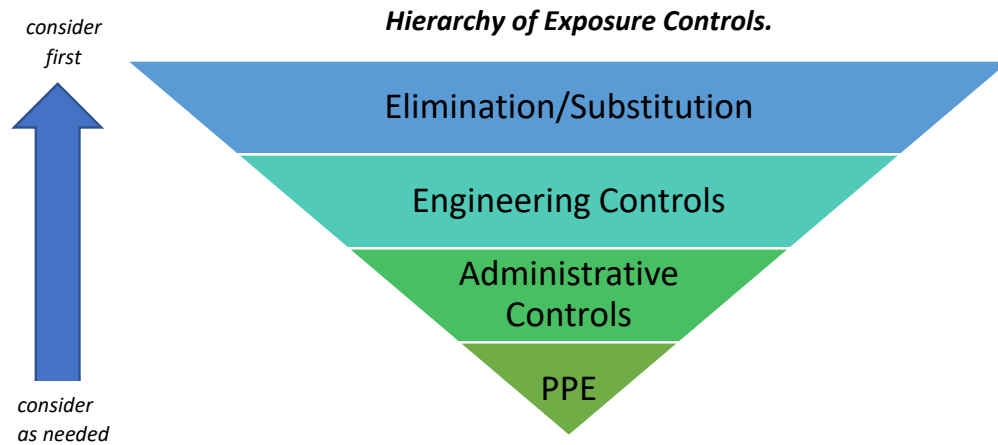 Hierarchy of Exposure Controls.
consider
first
Elimination/Substitution
Engineering Controls
Administrative
Controls
PPE
consider
as needed